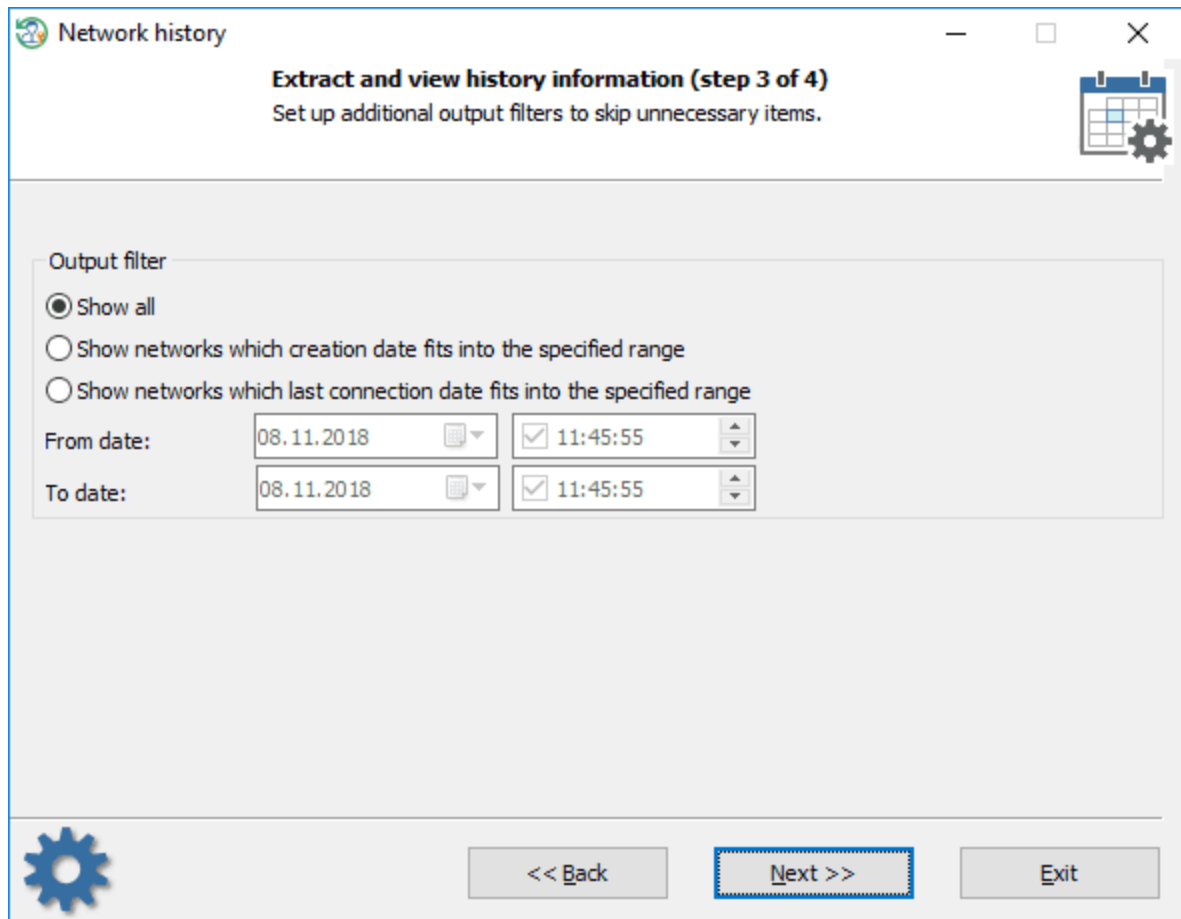 Network history
Extract and view history information (step 3 of 4)
Set up additional output filters to skip unnecessary items.
Output filter
Show all
Show networks which creation date fits into the specified range
Show networks which last connection date fits into the specified range
From date: 08.11.2018 11:45:55
To date: 08.11.2018 11:45:55
<< Back Next >> Exit